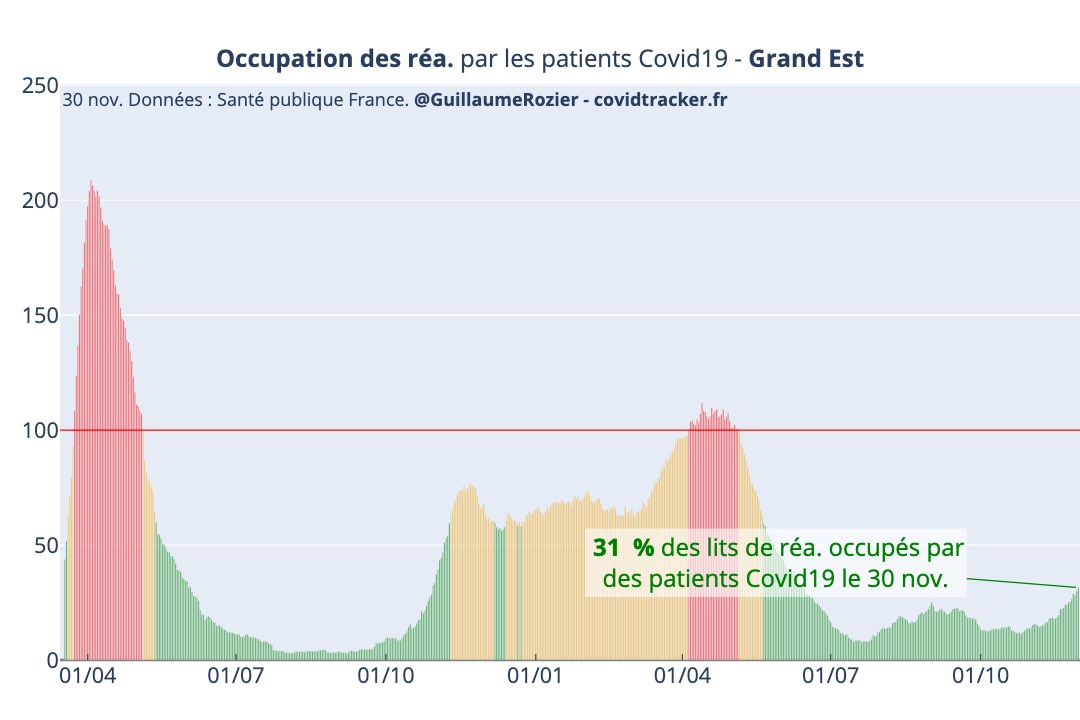 Occupation des réa. par les patients Covid19 - Grand Est
250
30 nov. Données : Santé publique France. @GuillaumeRozier - covidtracker.fr
200
150
100
50
31 % des lits de réa. occupés par
des patients Covid19 le 30 nov.
0
01/04 01/07 01/10 01/01 01/04 01/07 01/10